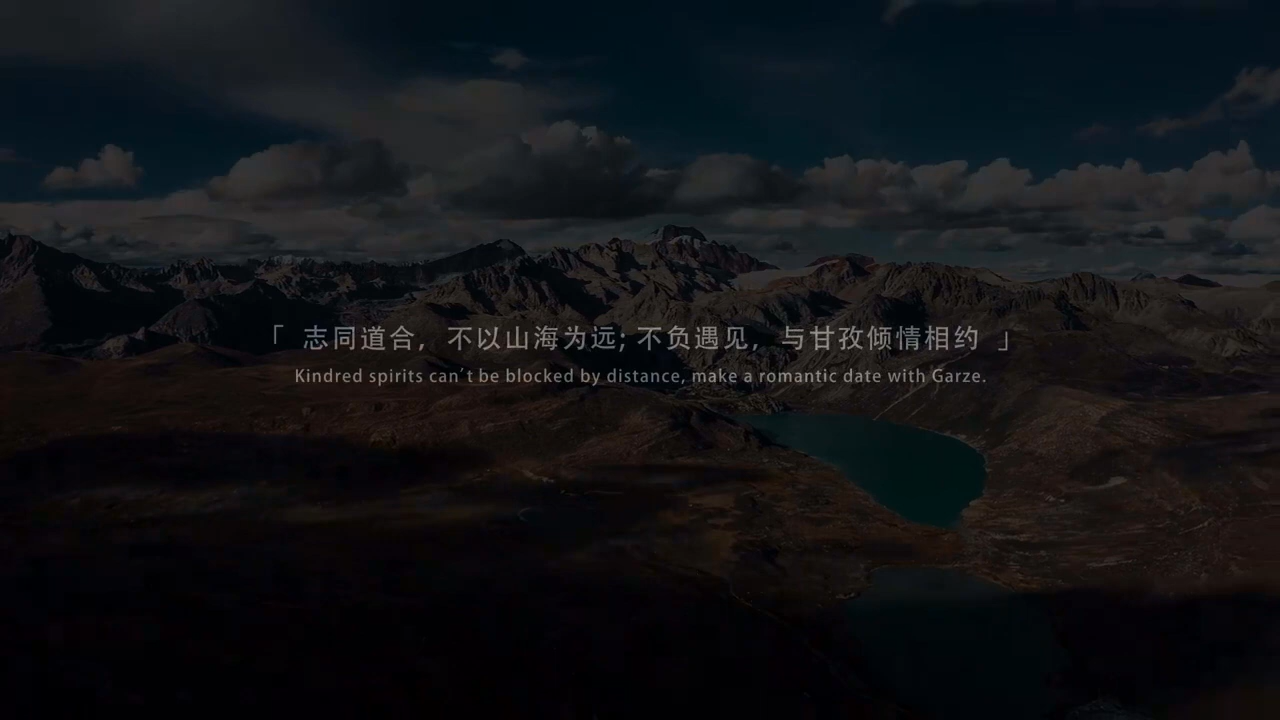 「 志同道合，不以山海为远; 不负遇见，与甘孜倾情相约 」
Kindred spirits can't be blocked by distance, make a romantic date with Garze.